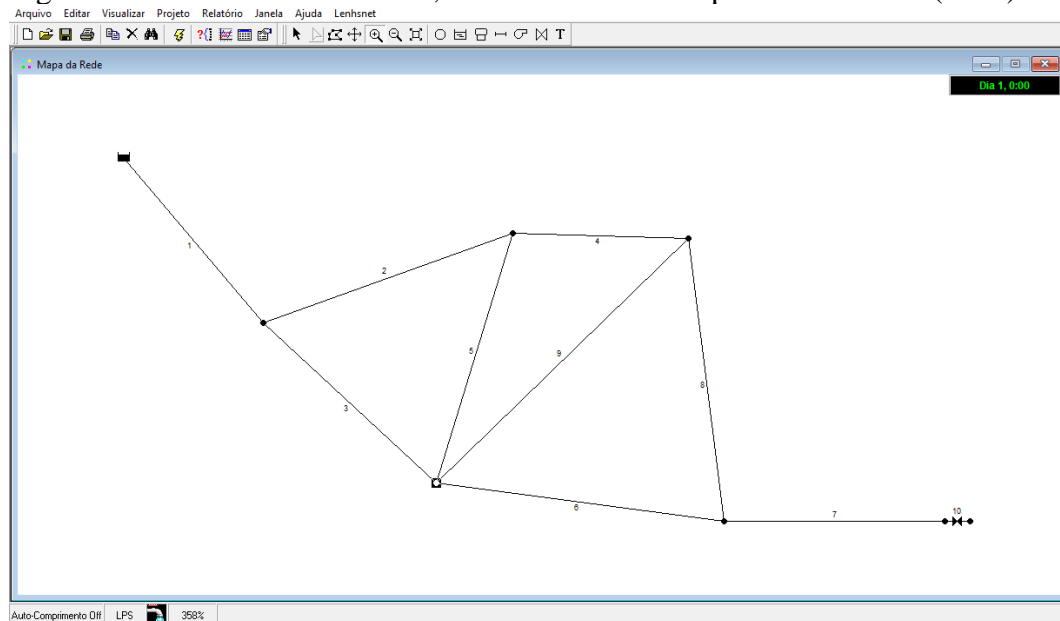 Arquivo Editar Visualizar Projeto Relatório Janela Ajuda Lenhsnet
T
Mapa da Rede
Dia 1, 0:00
1
2
4
5
9
3
8
6
7
10
Auto-Comprimento Off LPS 358%